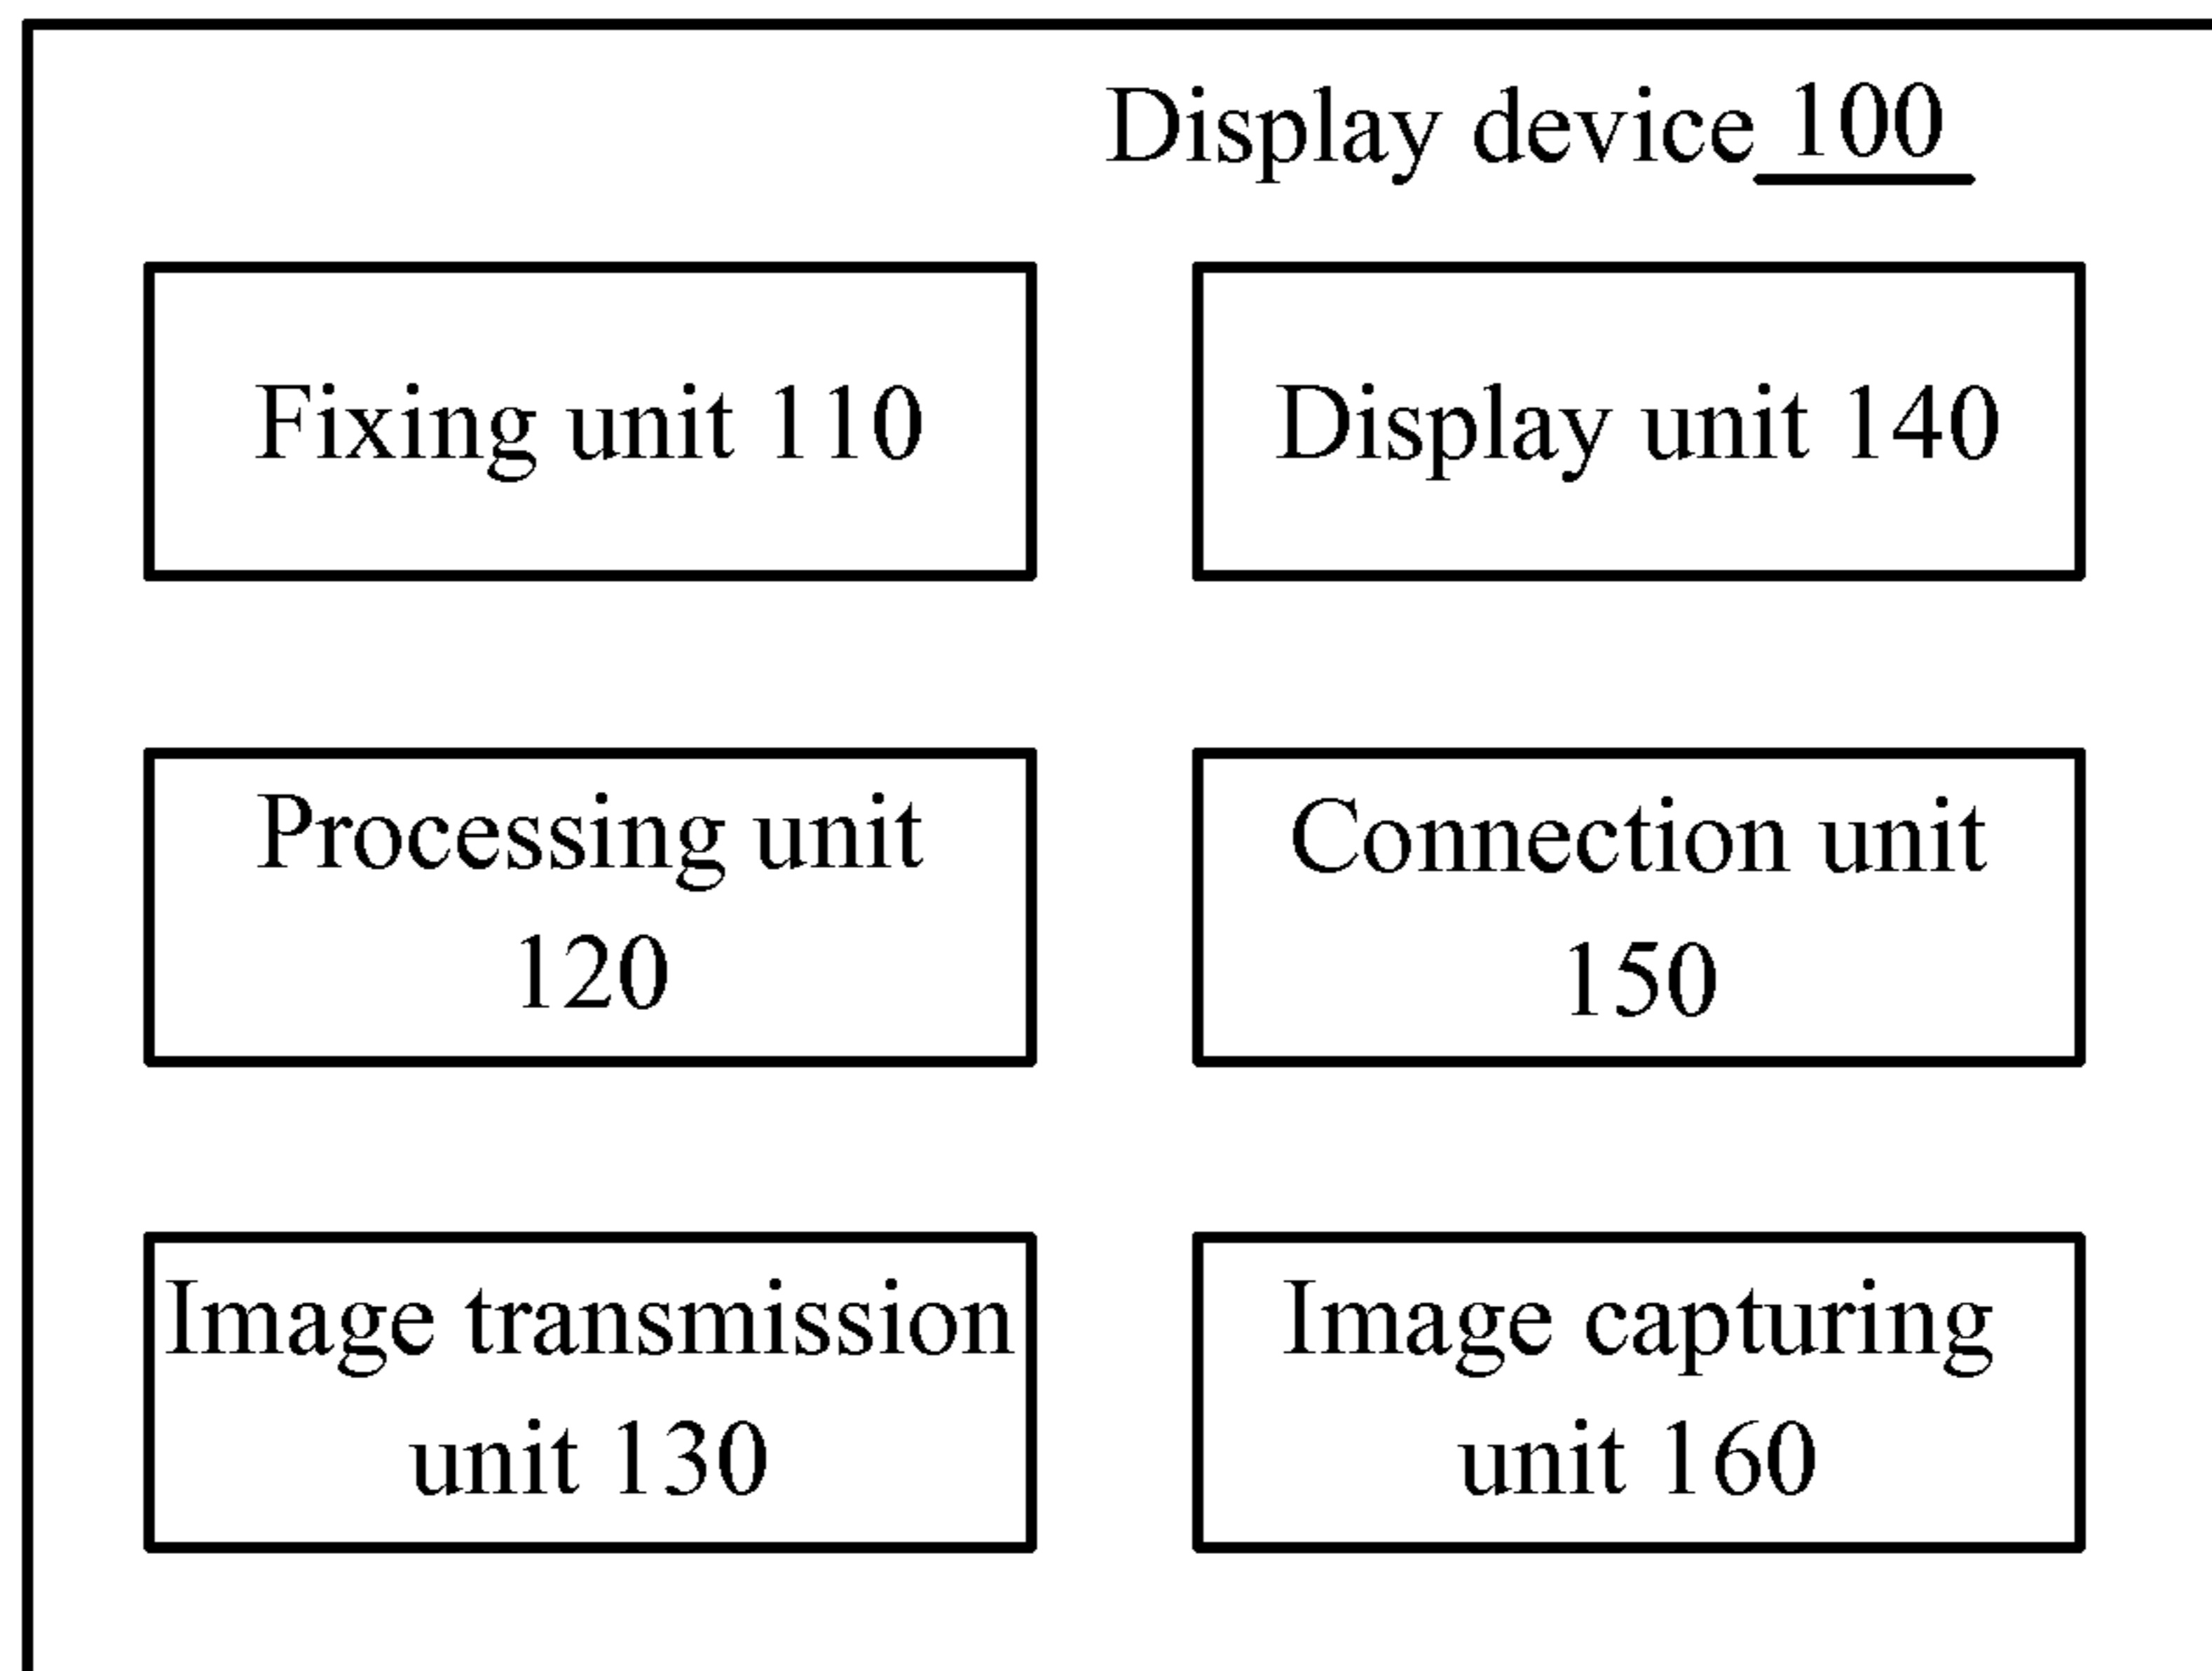 Display device 100
Fixing unit 110
Display unit 140
Processing unit
120
Connection unit
150
Image transmission
unit 130
Image capturing
unit 160